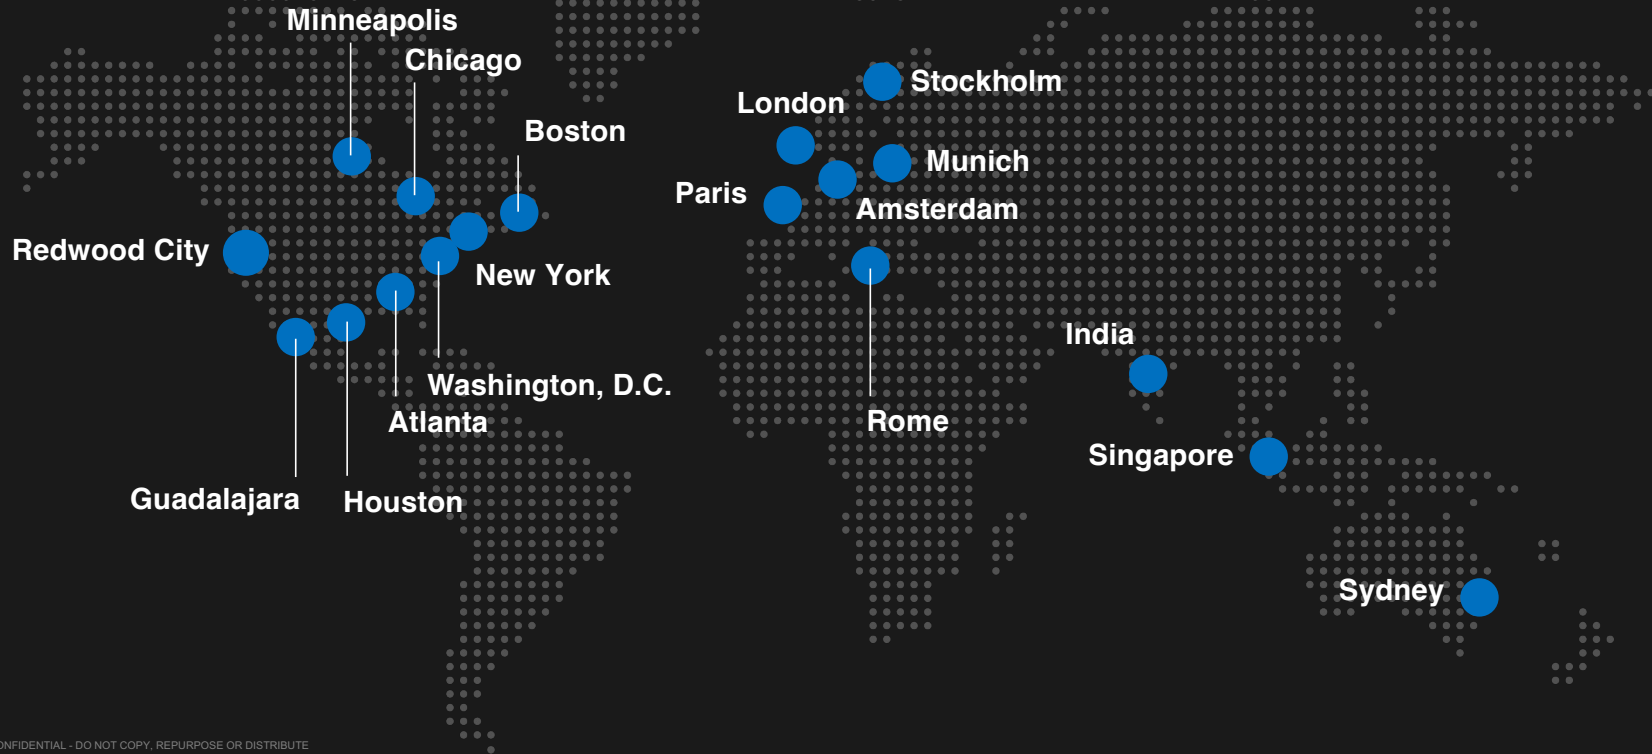 Minneapolis
Chicago
Boston
Redwood City
New York
Washington, D.C.
Atlanta
Guadalajara
Houston
Stockholm
London
Munich
Paris
Amsterdam
Rome
India
Singapore
Sydney
ONFIDENTIAL - DO NOT COPY, REPURPOSE OR DISTRIBUTE